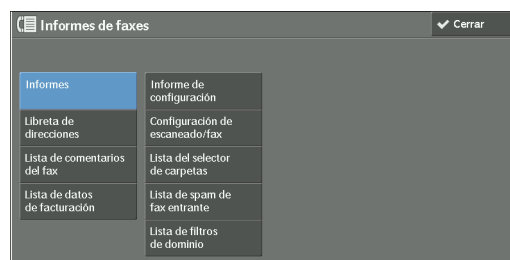 Informes de faxes
Cerrar
Informes
Libreta de
direcciones
Lista de comentarios
del fax
Lista de datos
de facturación
Informe de
configuración
Configuración de
escaneado/fax
Lista del selector
de carpetas
Lista de spam de
fax entrante
Lista de filtros
de dominio